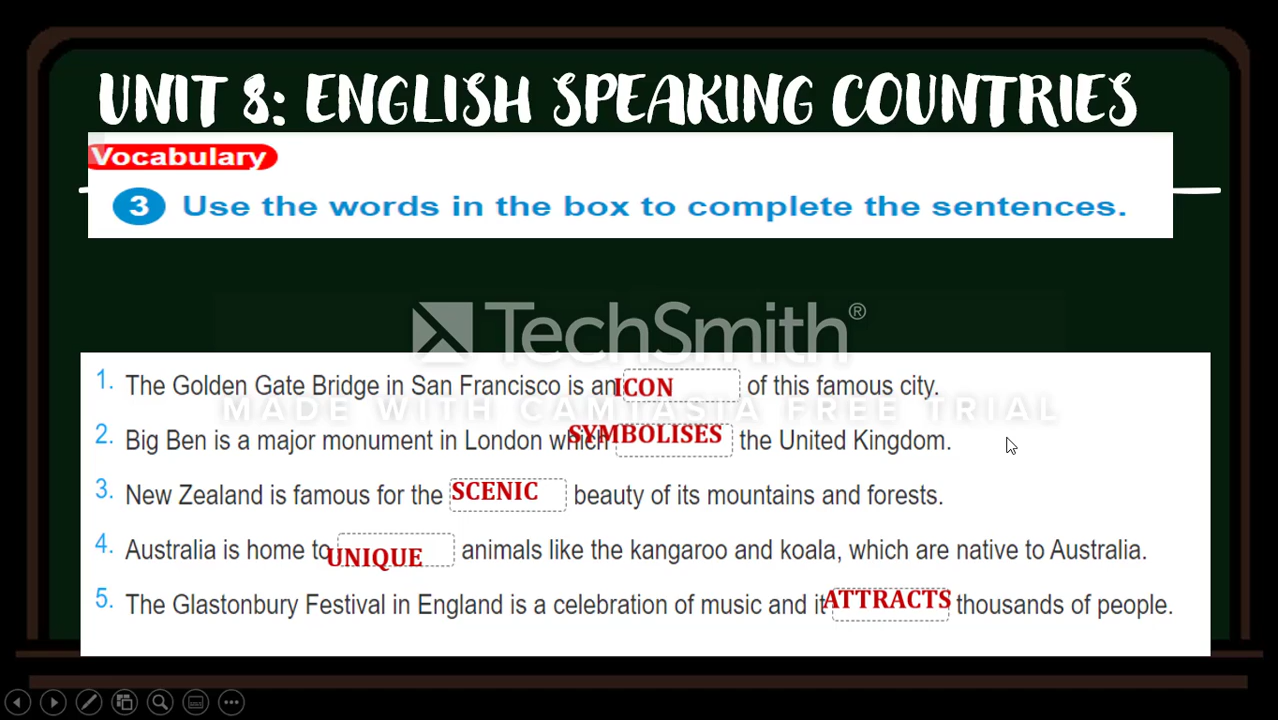 UNIT 8: ENGLISH SPEAKING COUNTRIES
Vocabulary
3 Use the words in the box to complete the sentences.
TechSmith®
1. The Golden Gate Bridge in San Francisco is an ICON of this famous city.
MADE WITH CAMTASIA FREE TRIAL
2. Big Ben is a major monument in London which SYMBOLISES the United Kingdom.
3. New Zealand is famous for the SCENIC beauty of its mountains and forests.
4. Australia is home to UNIQUE animals like the kangaroo and koala, which are native to Australia.
5. The Glastonbury Festival in England is a celebration of music and it ATTRACTS thousands of people.